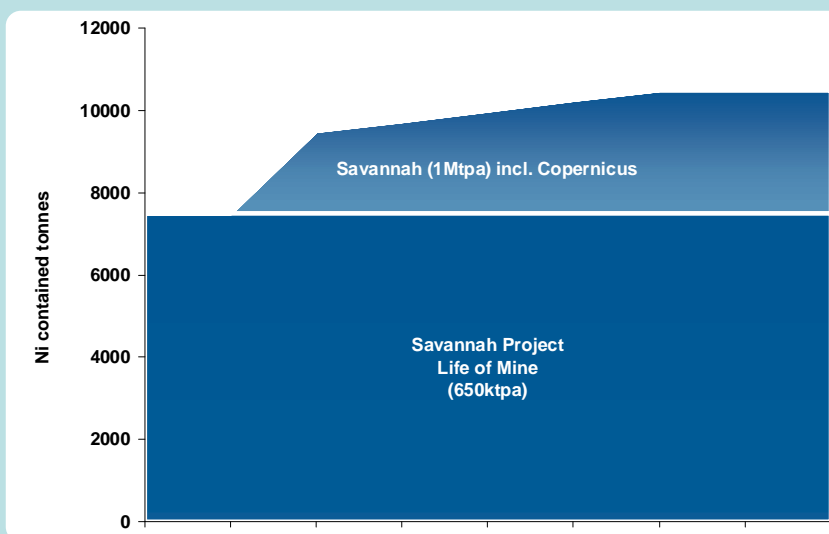 12000
10000
8000
6000
4000
2000
0
Ni contained tonnes
Savannah (1Mtpa) incl. Copernicus
Savannah Project
Life of Mine
(650ktpa)